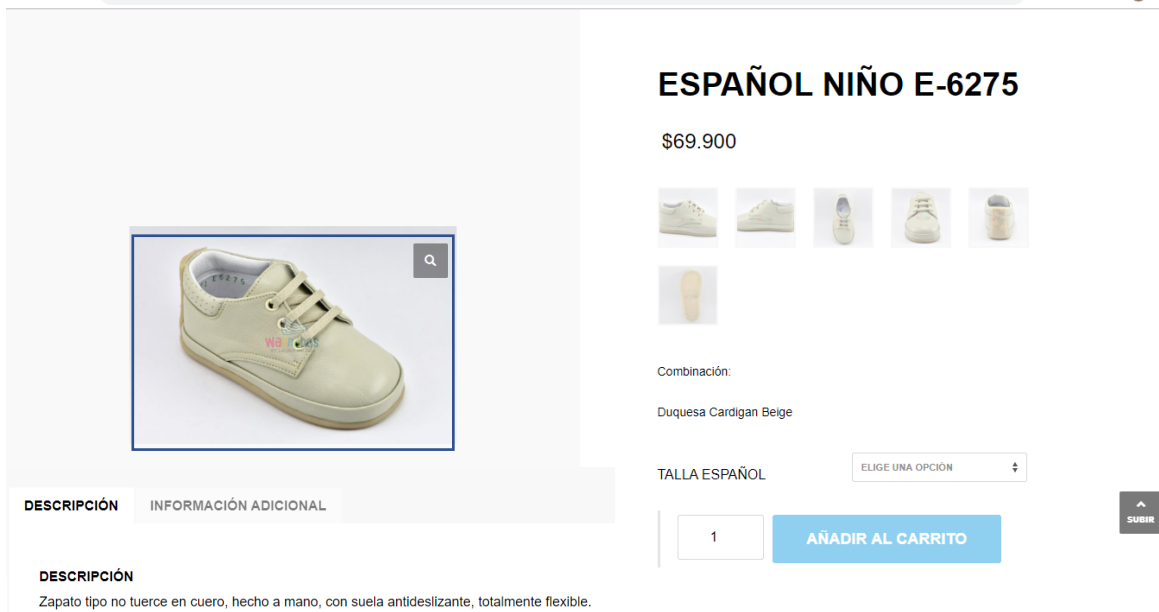 ESPAÑOL NIÑO E-6275
$69.900
Combinación:
Duquesa Cardigan Beige
TALLA ESPAÑOL
ELIGE UNA OPCIÓN
1
AÑADIR AL CARRITO
SUBIR
DESCRIPCIÓN
INFORMACIÓN ADICIONAL
DESCRIPCIÓN
Zapato tipo no tuerce en cuero, hecho a mano, con suela antideslizante, totalmente flexible.